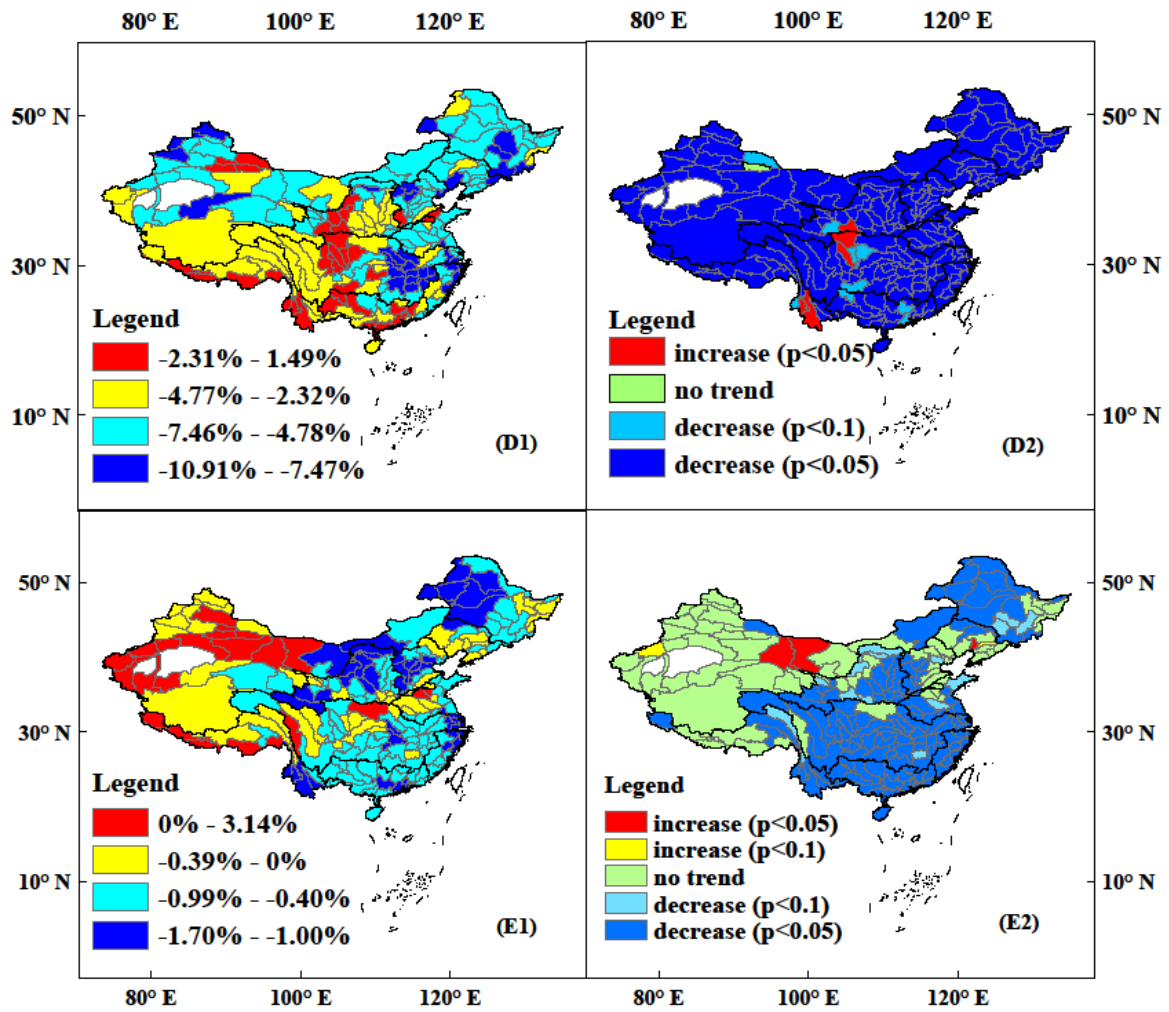 80° E 100° E 120° E 80° E 100° E 120° E
50° N
30° N
10° N
Legend
-2.31% - 1.49%
-4.77% - -2.32%
-7.46% - -4.78%
-10.91% - -7.47%
(D1)
Legend
increase (p<0.05)
no trend
decrease (p<0.1)
decrease (p<0.05)
(D2)
50° N
30° N
10° N
50° N
30° N
10° N
Legend
0% - 3.14%
-0.39% - 0%
-0.99% - -0.40%
-1.70% - -1.00%
(E1)
Legend
increase (p<0.05)
increase (p<0.1)
no trend
decrease (p<0.1)
decrease (p<0.05)
(E2)
50° N
30° N
10° N
80° E 100° E 120° E 80° E 100° E 120° E